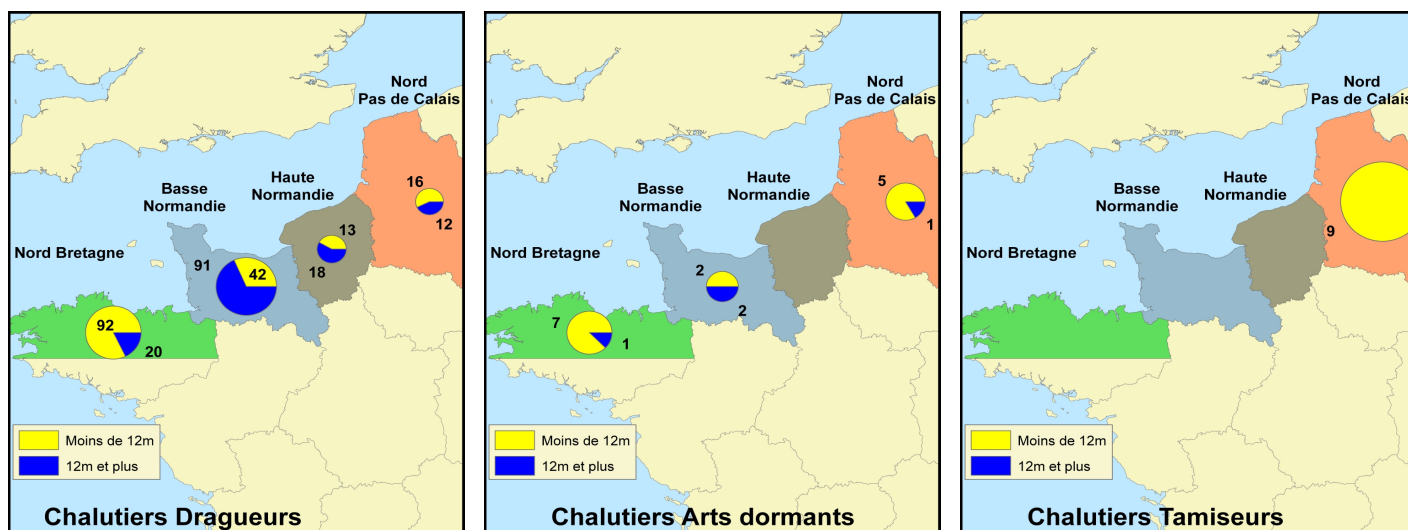 Nord
Pas de Calais
16
12
Basse
Normandie
Haute
Normandie
13
18
Nord Bretagne
91
42
92
20
Moins de 12m
12m et plus
Chalutiers Dragueurs
Nord
Pas de Calais
5
1
Basse
Normandie
Haute
Normandie
Nord Bretagne
2
2
7
1
Moins de 12m
12m et plus
Chalutiers Arts dormants
Nord
Pas de Calais
Basse
Normandie
Haute
Normandie
9
Nord Bretagne
Moins de 12m
12m et plus
Chalutiers Tamiseurs